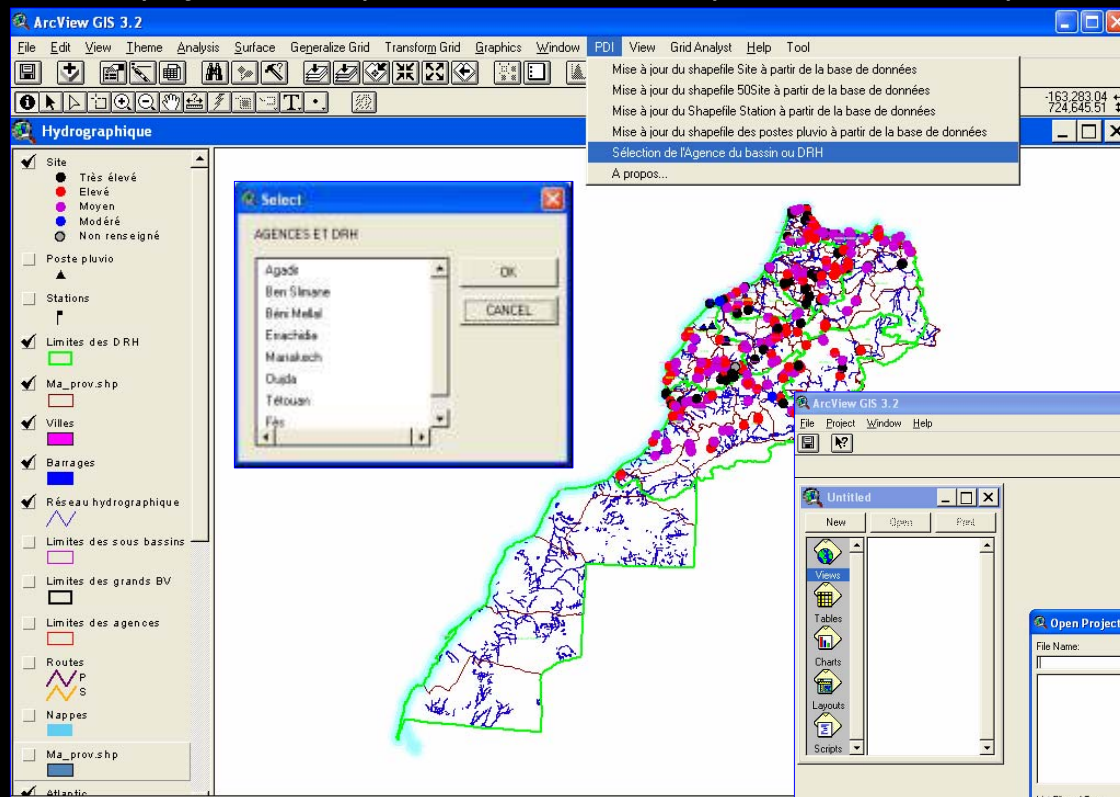 ArcView GIS 3.2
File Edit View Theme Analysis Surface Generalize Grid Transform Grid Graphics Window PDI View Grid Analyst Help Tool
Mise à jour du shapefile Site à partir de la base de données
Mise à jour du shapefile 50Site à partir de la base de données
Mise à jour du Shapefile Station à partir de la base de données
Mise à jour du shapefile des postes pluvio à partir de la base de données
Sélection de l'Agence du bassin ou DRH
A propos...
-163,283.04
724,645.51
Hydrographique
Site
Très élevé
Elevé
Moyen
Modéré
Non renseigné
Poste pluvio
Stations
Limites des DRH
Ma_prov.shp
Villes
Barrages
Réseau hydrographique
Limites des sous bassins
Limites des grands BV
Limites des agences
Routes
P
S
Nappes
Ma_prov.shp
Atlantic
Select
AGENCES ET DRH
Agadir
Ben Slimane
Béni Mellal
Errachidia
Marrakech
Oujda
Tétouan
Fès
OK
CANCEL
ArcView GIS 3.2
File Project Window Help
Untitled
New Open Print
Views
Tables
Charts
Layouts
Scripts
Open Project
File Name: